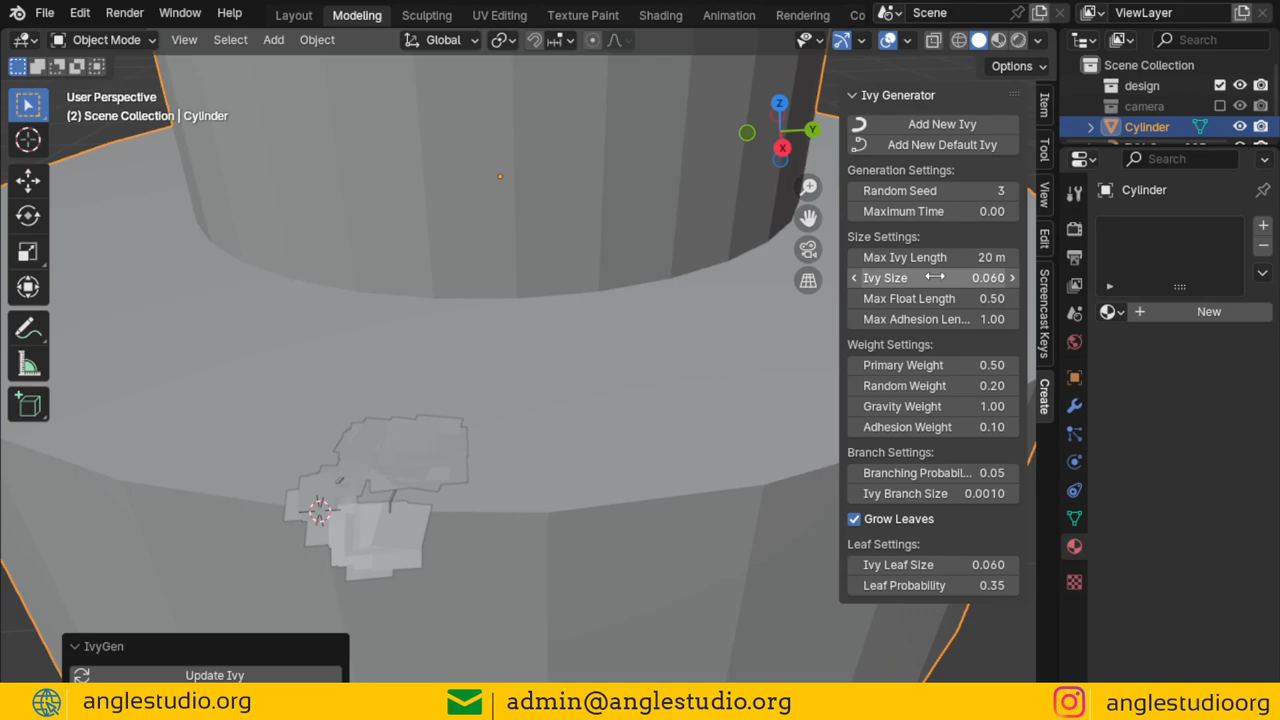 File Edit Render Window Help Layout Modeling Sculpting UV Editing Texture Paint Shading Animation Rendering Co Scene ViewLayer
Object Mode View Select Add Object Global Search
Options
User Perspective
(2) Scene Collection | Cylinder
Z
Y
X
Ivy Generator
Add New Ivy
Add New Default Ivy
Generation Settings:
Random Seed 3
Maximum Time 0.00
Size Settings:
Max Ivy Length 20 m
Ivy Size 0.060
Max Float Length 0.50
Max Adhesion Len... 1.00
Weight Settings:
Primary Weight 0.50
Random Weight 0.20
Gravity Weight 1.00
Adhesion Weight 0.10
Branch Settings:
Branching Probabil... 0.05
Ivy Branch Size 0.0010
Grow Leaves
Leaf Settings:
Ivy Leaf Size 0.060
Leaf Probability 0.35
Item
Tool
View
Edit
Screencast Keys
Create
Scene Collection
design
camera
Cylinder
Search
Cylinder
New
IvyGen
Update Ivy
anglestudio.org admin@anglestudio.org anglestudioorg